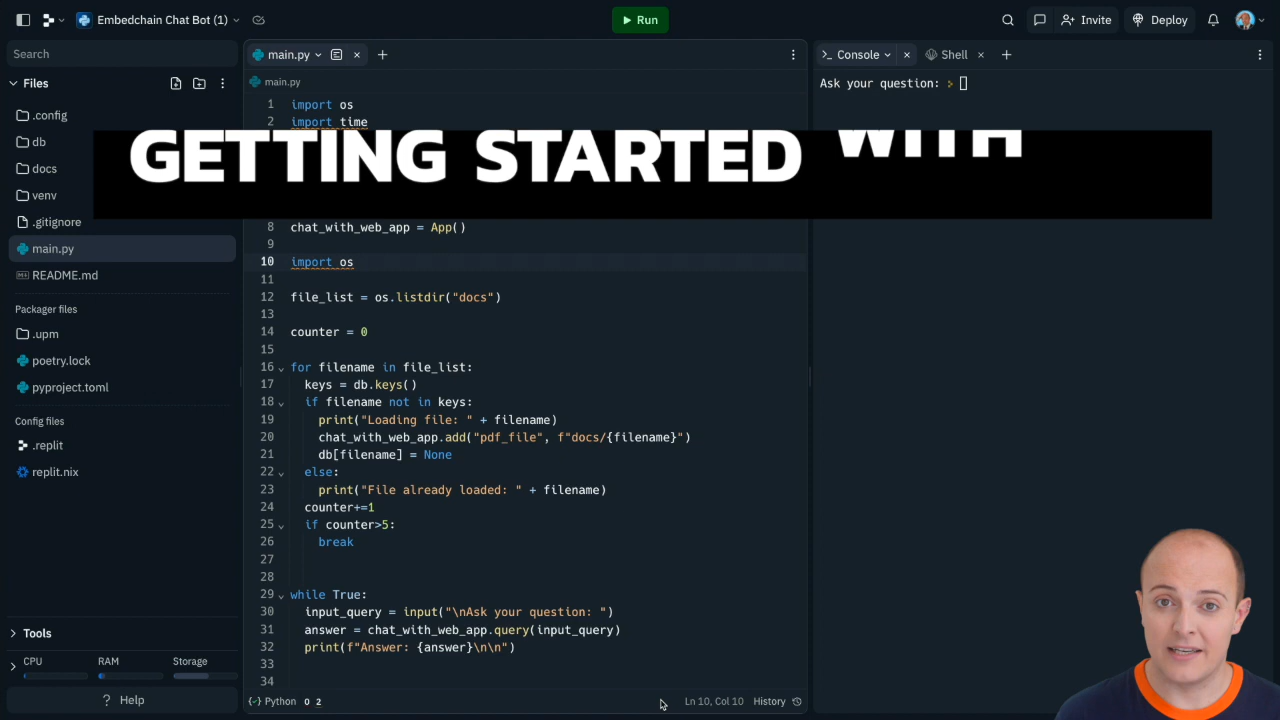 Embedchain Chat Bot (1)
Run
Invite
Deploy
Search
Files
.config
db
docs
venv
.gitignore
main.py
README.md
Packager files
.upm
poetry.lock
pyproject.toml
Config files
.replit
replit.nix
Tools
CPU RAM Storage
? Help
main.py
main.py
1 import os
2 import time
GETTING STARTED WITH
8 chat_with_web_app = App()
9
10 import os
11
12 file_list = os.listdir("docs")
13
14 counter = 0
15
16 for filename in file_list:
17 keys = db.keys()
18 if filename not in keys:
19 print("Loading file: " + filename)
20 chat_with_web_app.add("pdf_file", f"docs/{filename}")
21 db[filename] = None
22 else:
23 print("File already loaded: " + filename)
24 counter+=1
25 if counter>5:
26 break
27
28
29 while True:
30 input_query = input("\nAsk your question: ")
31 answer = chat_with_web_app.query(input_query)
32 print(f"Answer: {answer}\n\n")
33
34
Python 0 2
Ln 10, Col 10 History
>_ Console
Shell
Ask your question: >